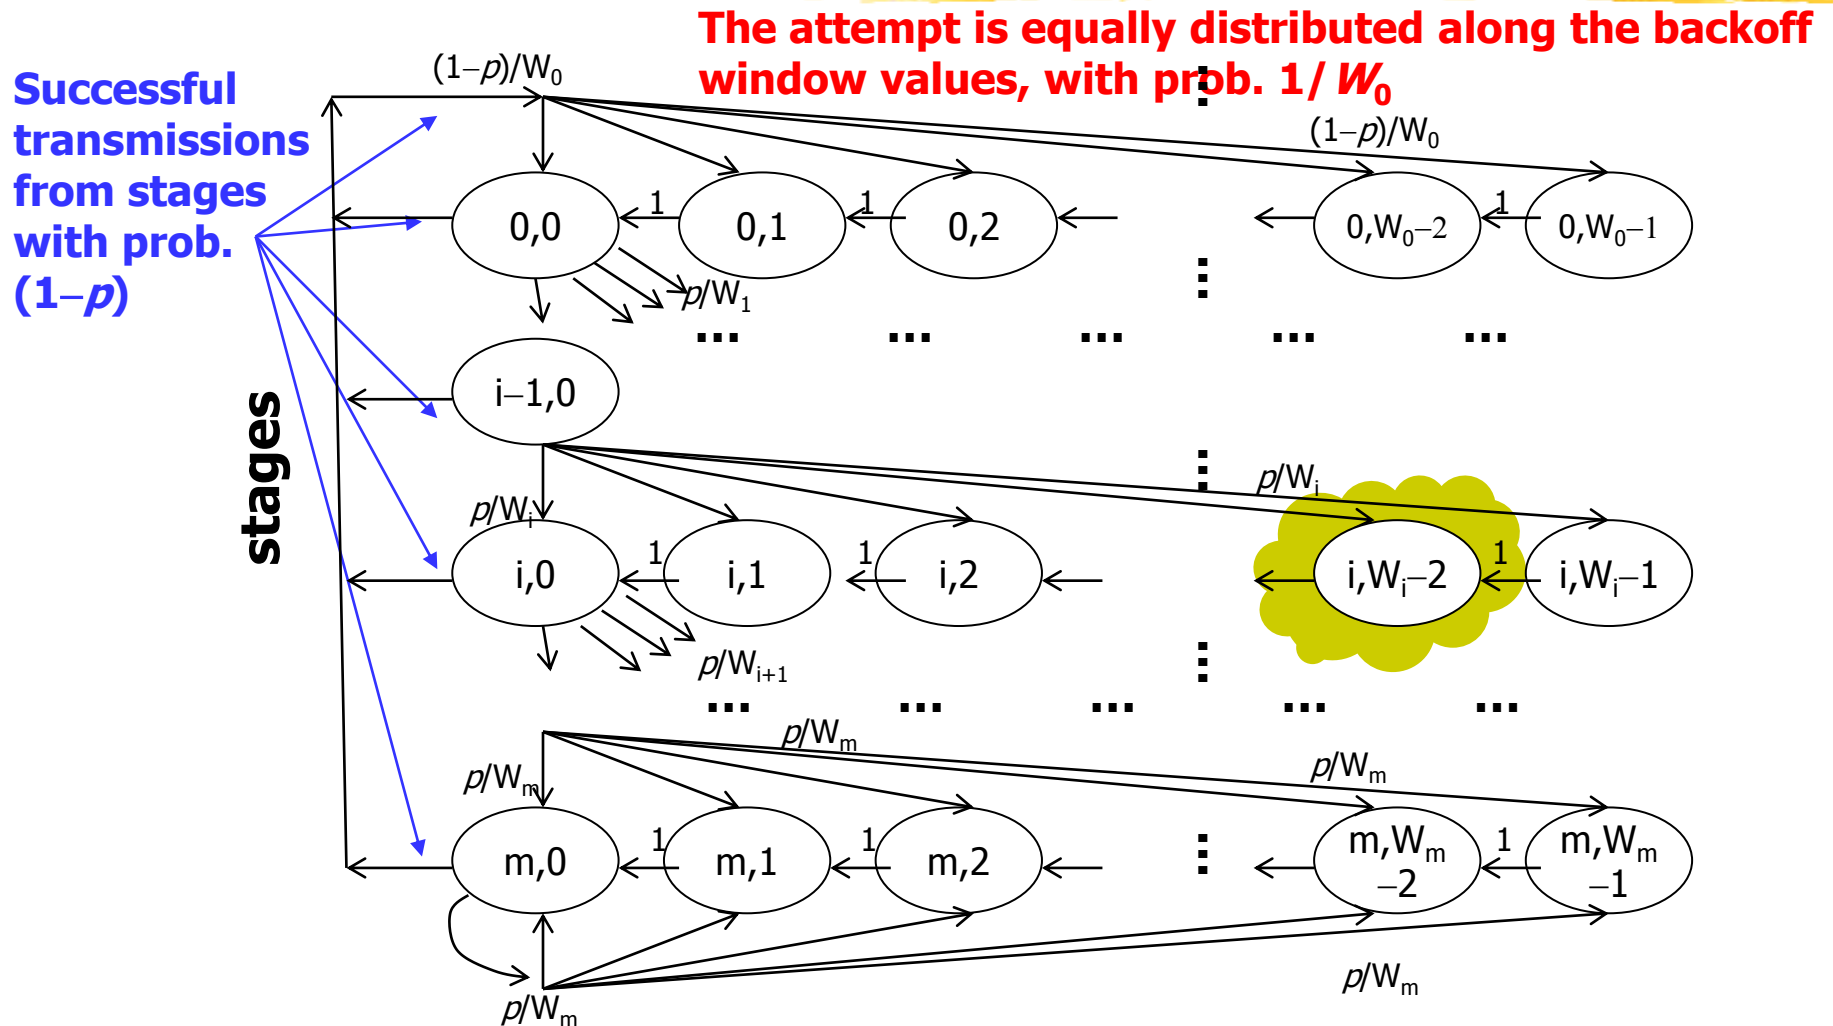 The attempt is equally distributed along the backoff
window values, with prob. 1/W₀
Successful
transmissions
from stages
with prob.
(1–p)
(1–p)/W₀
(1–p)/W₀
0,0
1
0,1
1
0,2
0,W₀–2
1
0,W₀–1
p/W₁
... ... ... ... ...
i–1,0
stages
p/Wᵢ
p/Wᵢ
i,0
1
i,1
1
i,2
i,Wᵢ–2
1
i,Wᵢ–1
p/Wᵢ₊₁
... ... ... ... ...
p/Wₘ
p/Wₘ
p/Wₘ
m,0
1
m,1
1
m,2
m,Wₘ
–2
1
m,Wₘ
–1
p/Wₘ
p/Wₘ